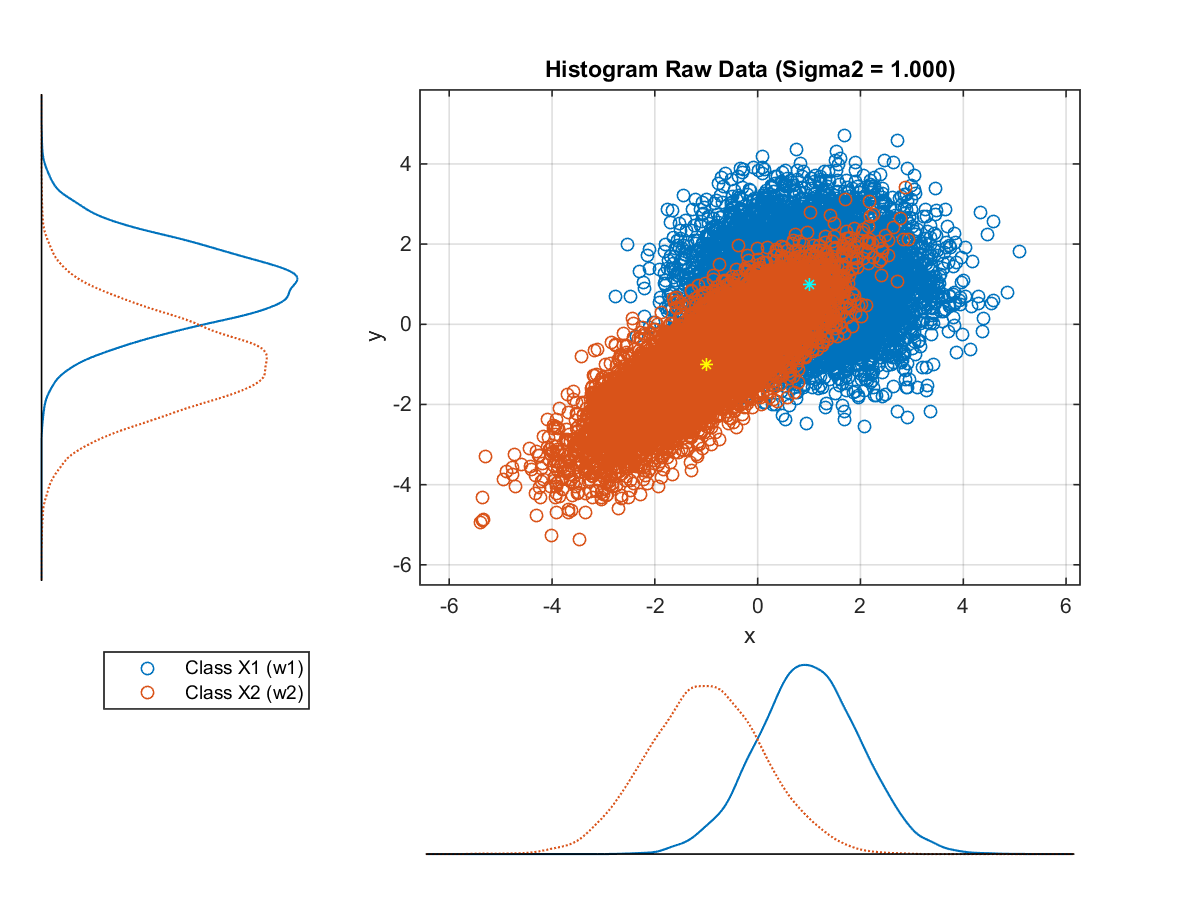 Histogram Raw Data (Sigma2 = 1.000)
4
2
0
-2
-4
-6
y
-6 -4 -2 0 2 4 6
x
Class X1 (w1)
Class X2 (w2)